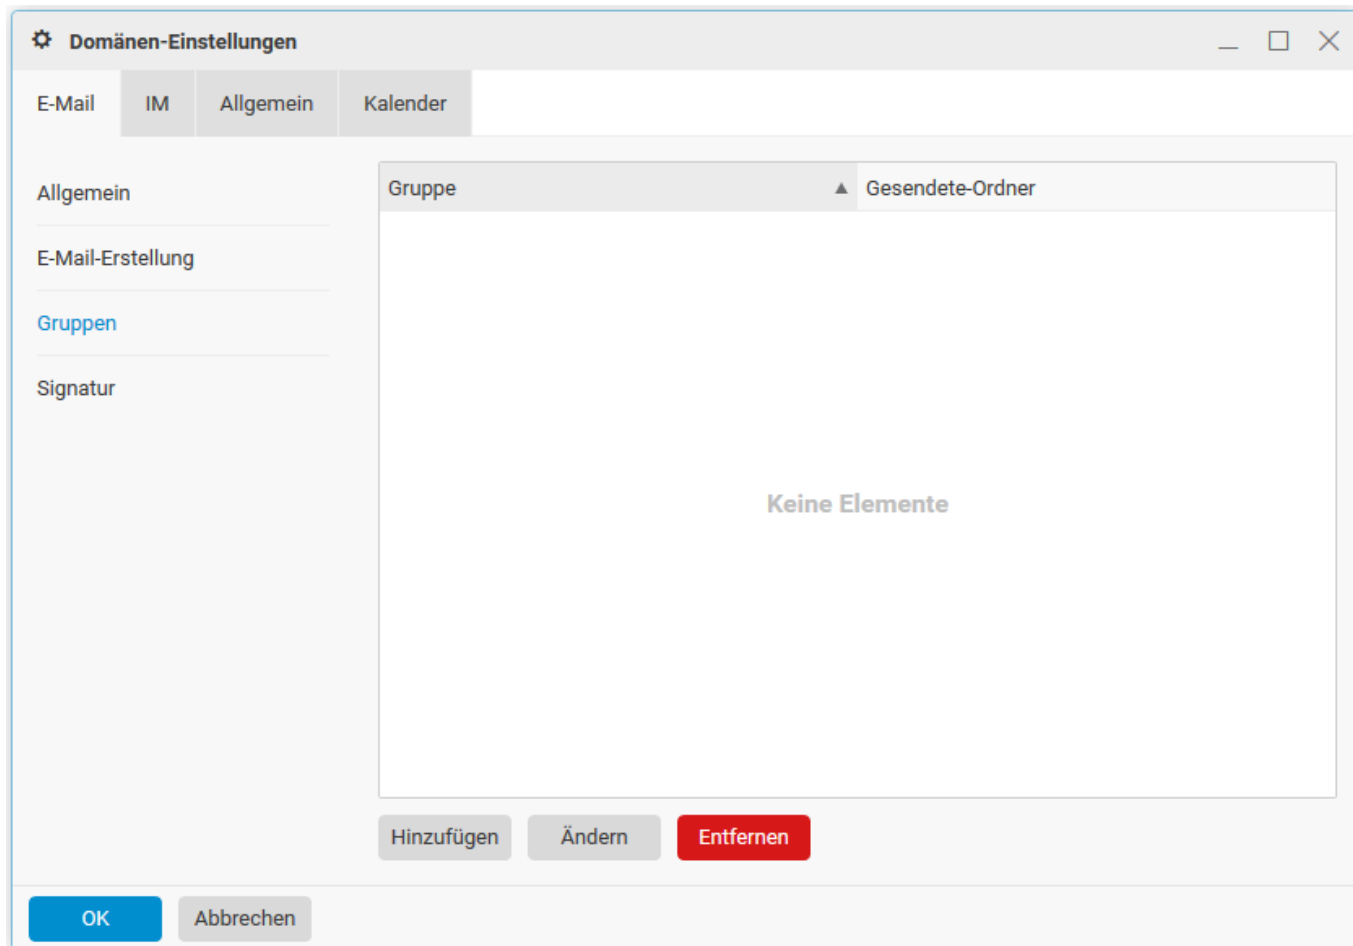 Domänen-Einstellungen
E-Mail IM Allgemein Kalender
Allgemein
E-Mail-Erstellung
Gruppen
Signatur
Gruppe Gesendete-Ordner
Keine Elemente
Hinzufügen Ändern Entfernen
OK Abbrechen